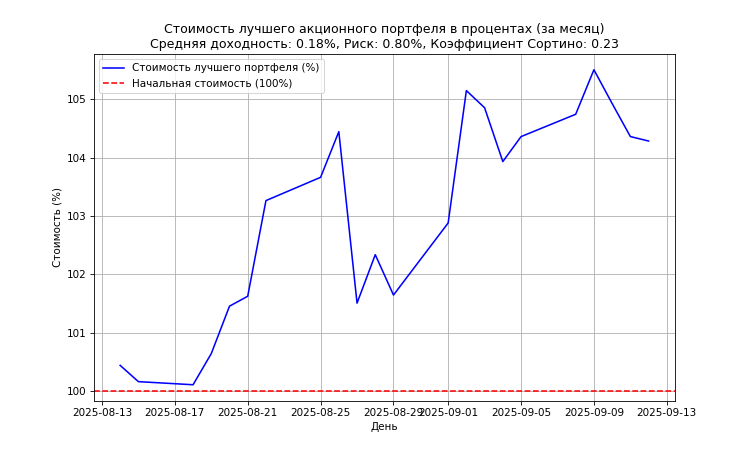 Стоимость лучшего акционного портфеля в процентах (за месяц)
Средняя доходность: 0.18%, Риск: 0.80%, Коэффициент Сортино: 0.23
Стоимость лучшего портфеля (%)
Начальная стоимость (100%)
Стоимость (%)
105
104
103
102
101
100
2025-08-13 2025-08-17 2025-08-21 2025-08-25 2025-08-29 2025-09-01 2025-09-05 2025-09-09 2025-09-13
День